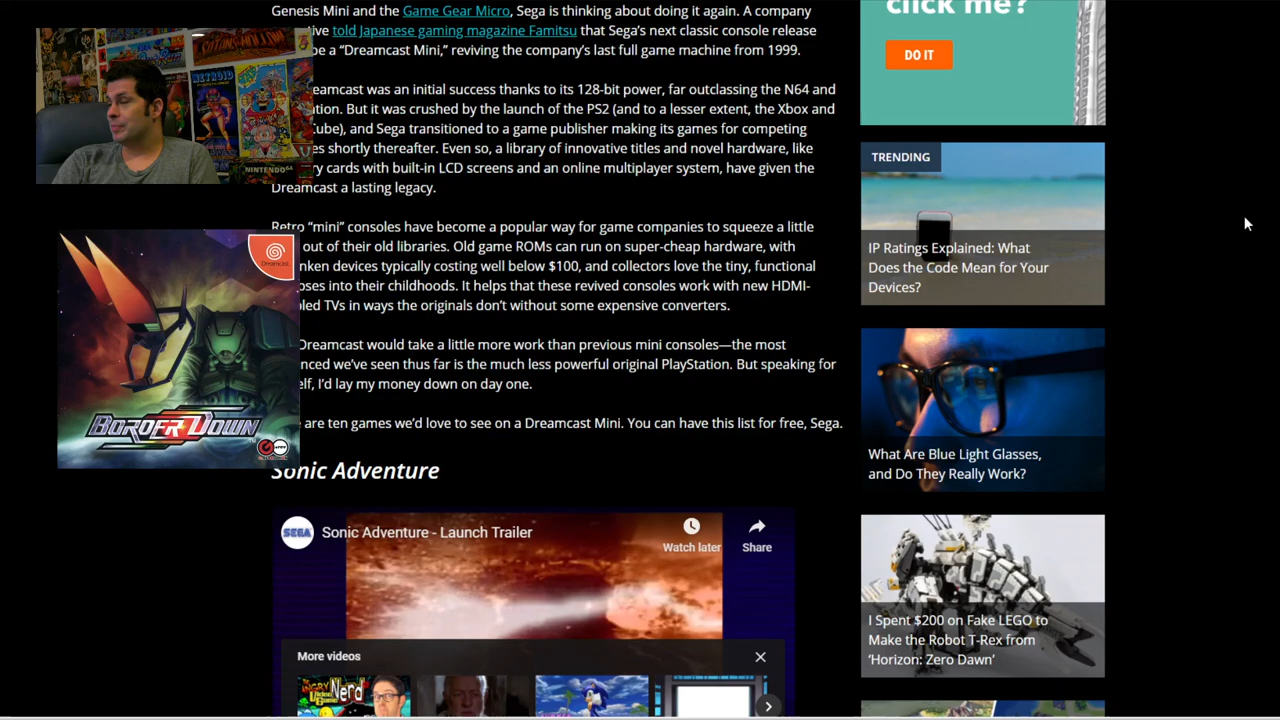 Genesis Mini and the Game Gear Micro, Sega is thinking about doing it again. A company
told Japanese gaming magazine Famitsu that Sega's next classic console release
be a “Dreamcast Mini,” reviving the company's last full game machine from 1999.
eamcast was an initial success thanks to its 128-bit power, far outclassing the N64 and
But it was crushed by the launch of the PS2 (and to a lesser extent, the Xbox and
and Sega transitioned to a game publisher making its games for competing
shortly thereafter. Even so, a library of innovative titles and novel hardware, like
cards with built-in LCD screens and an online multiplayer system, have given the
Dreamcast a lasting legacy.
Retro “mini” consoles have become a popular way for game companies to squeeze a little
out of their old libraries. Old game ROMs can run on super-cheap hardware, with
nken devices typically costing well below $100, and collectors love the tiny, functional
pses into their childhoods. It helps that these revived consoles work with new HDMI-
bled TVs in ways the originals don't without some expensive converters.
Dreamcast would take a little more work than previous mini consoles—the most
nced we've seen thus far is the much less powerful original PlayStation. But speaking for
elf, I'd lay my money down on day one.
are ten games we'd love to see on a Dreamcast Mini. You can have this list for free, Sega.
Sonic Adventure
SEGA
Sonic Adventure - Launch Trailer
Watch later
Share
More videos
Nerd
METROID
NINTENDO 64
Dreamcast
BORDER DOWN
click me?
DO IT
TRENDING
IP Ratings Explained: What
Does the Code Mean for Your
Devices?
What Are Blue Light Glasses,
and Do They Really Work?
I Spent $200 on Fake LEGO to
Make the Robot T-Rex from
‘Horizon: Zero Dawn’